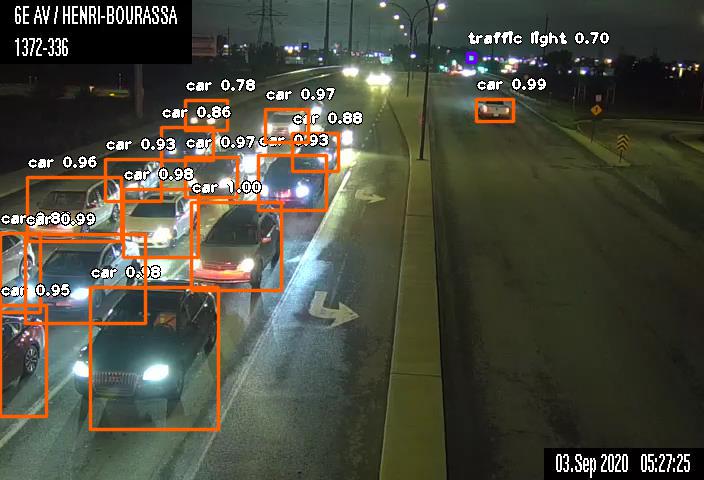 6E AV / HENRI-BOURASSA
1372-336
traffic light 0.70
car 0.99
car 0.78
car 0.97
car 0.86
car 0.88
car 0.93
car 0.97
car 0.93
car 0.96
car 0.98
car 1.00
car
0.99
car 0.98
car 0.95
03.Sep 2020 05:27:25